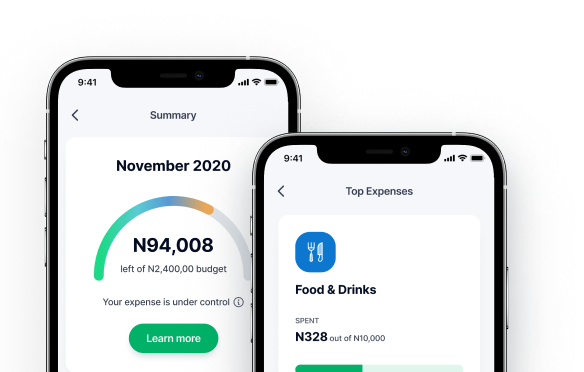 9:41
Summary
November 2020
N94,008
left of N2,400,00 budget
Your expense is under control
Learn more
9:41
Top Expenses
Food & Drinks
SPENT
N328 out of N10,000